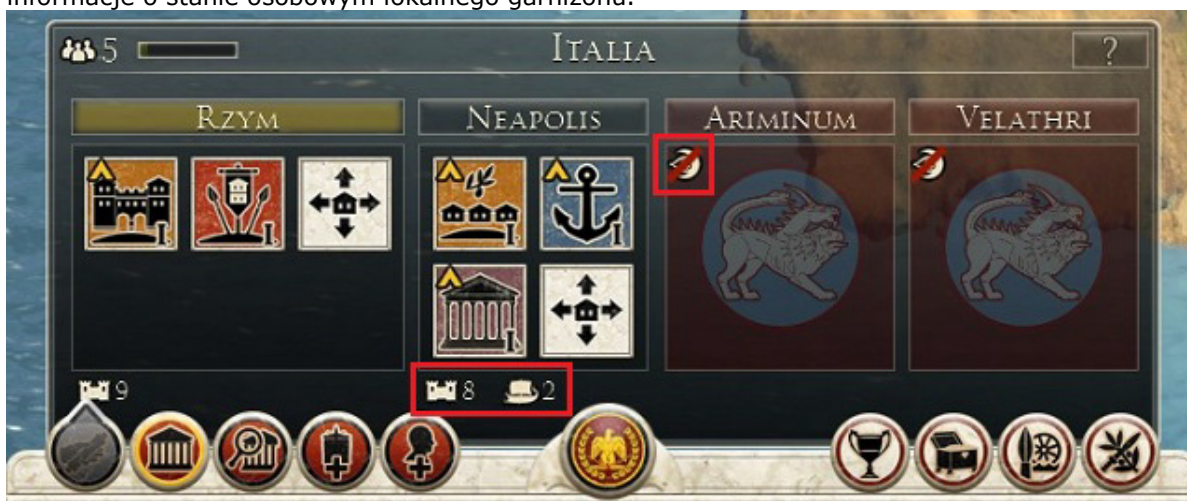 informacje o stanie osobowym lokalnego garnizonu.
5 ITALIA ?
RZYM NEAPOLIS ARIMINUM VELATHRI
I I I I
I
9 8 2